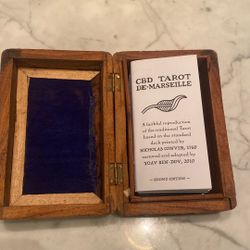 CBD TAROT
DE·MARSEILLE
A faithful reproduction
of the traditional Tarot
based on the standard
deck printed by
NICHOLAS CONVER, 1760
restored and adapted by
YOAV BEN-DOV, 2010
SECOND EDITION